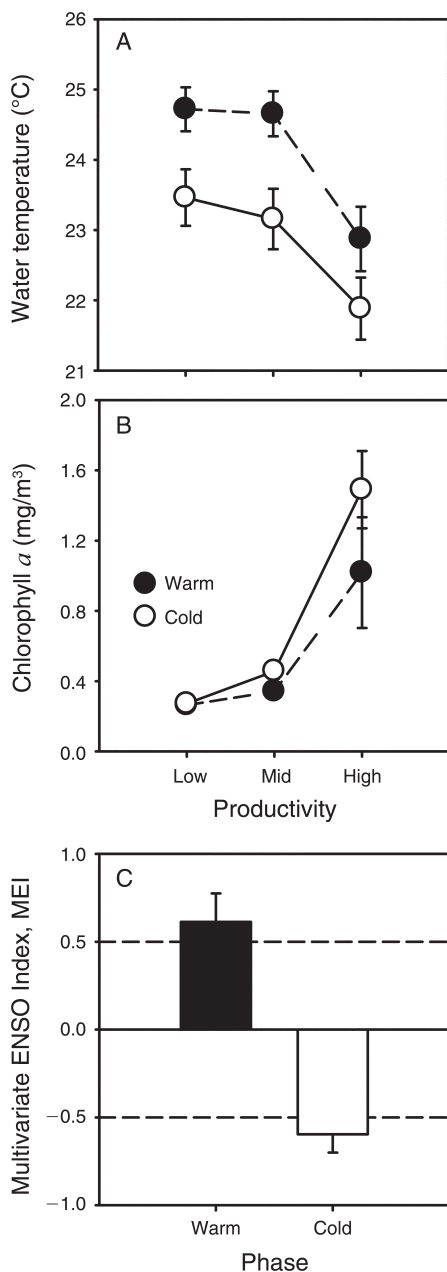 A
Water temperature (°C)
26
25
24
23
22
21
B
Chlorophyll a (mg/m³)
2.0
1.6
1.2
0.8
0.4
0.0
Warm
Cold
Low Mid High
Productivity
C
Multivariate ENSO Index, MEI
1.0
0.5
0.0
−0.5
−1.0
Warm Cold
Phase